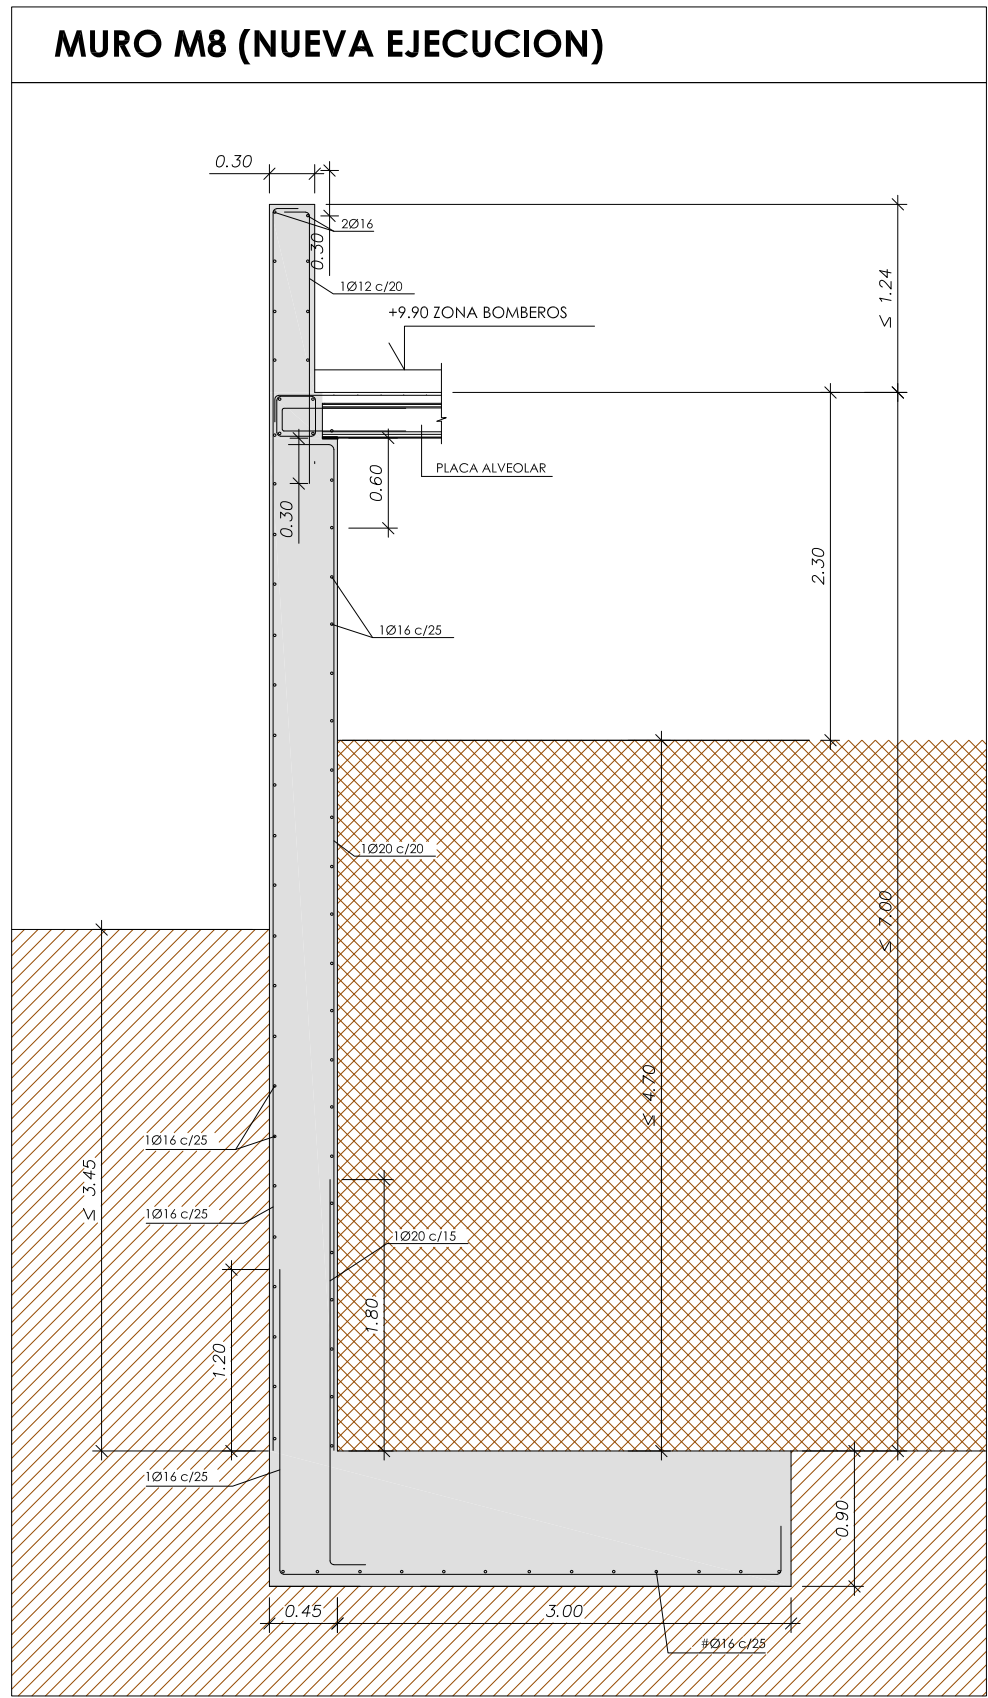 MURO M8 (NUEVA EJECUCION)
0.30
2Ø16
0.30
1Ø12 c/20
≤ 1.24
+9.90 ZONA BOMBEROS
PLACA ALVEOLAR
0.60
0.30
2.30
1Ø16 c/25
1Ø20 c/20
≤ 7.00
≤ 4.70
1Ø16 c/25
≤ 3.45
1Ø16 c/25
1Ø20 c/15
1.80
1.20
1Ø16 c/25
0.90
0.45
3.00
#Ø16 c/25